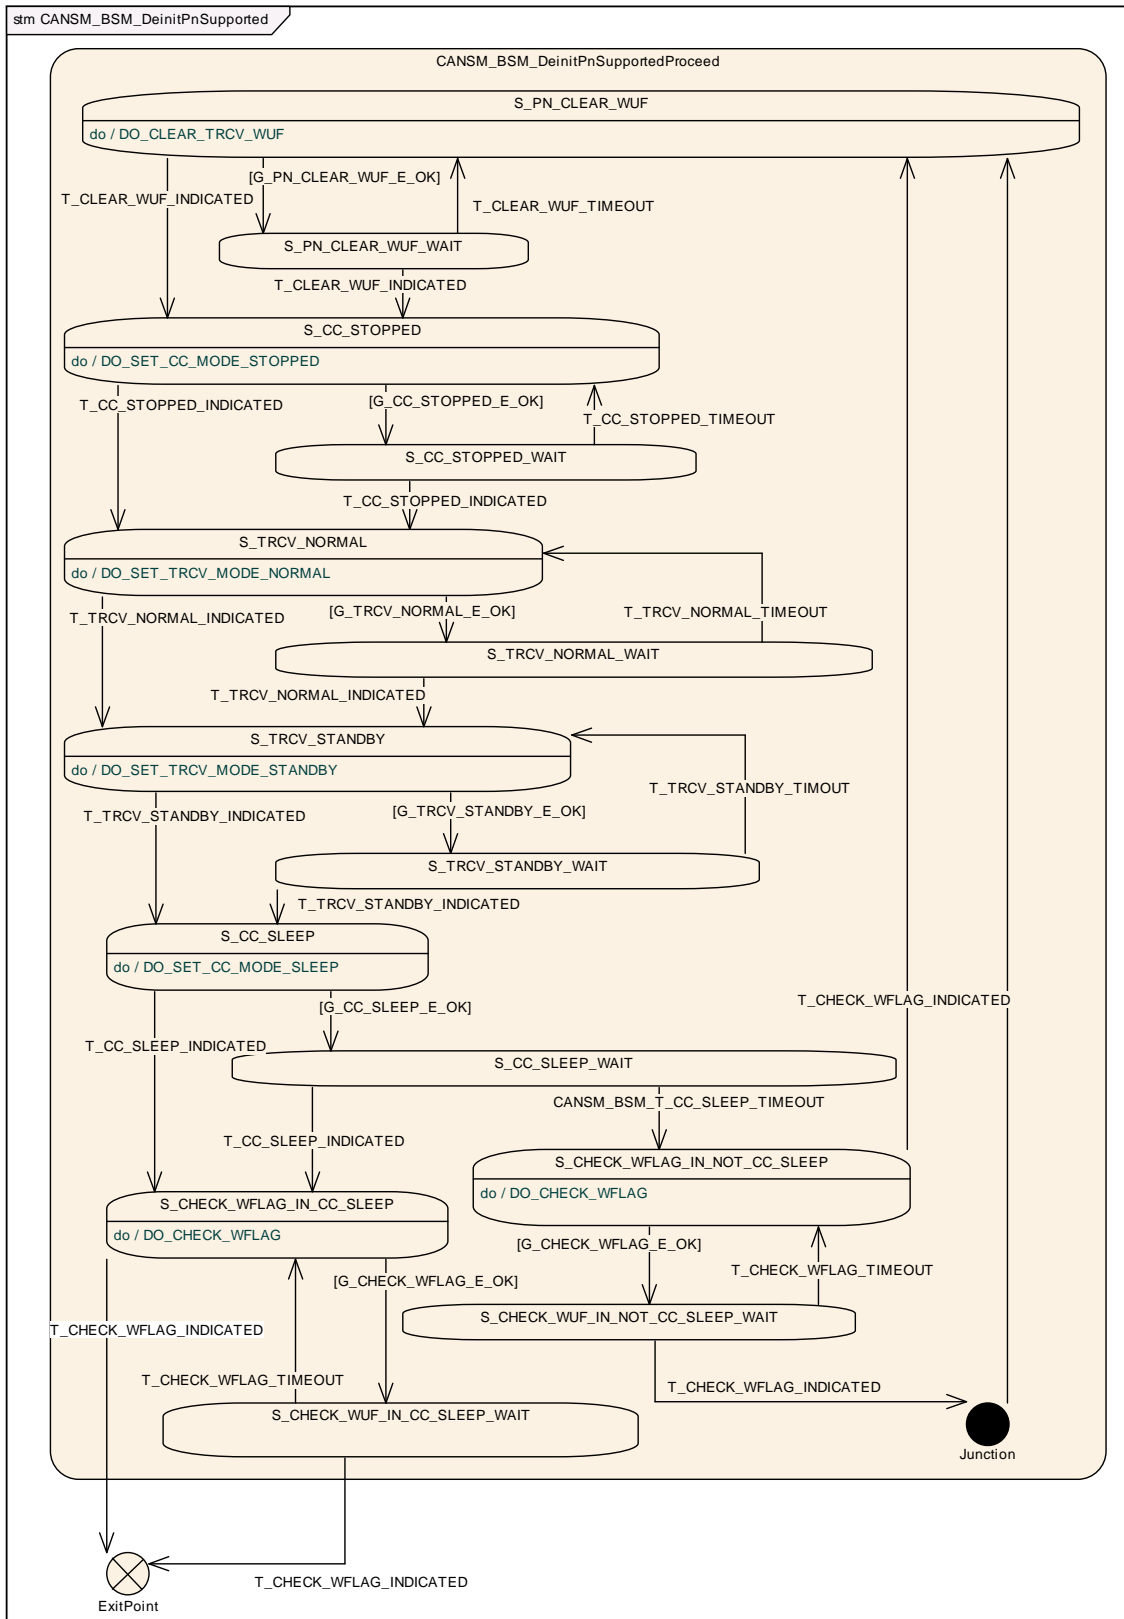 stm CANSM_BSM_DeinitPnSupported
CANSM_BSM_DeinitPnSupportedProceed
S_PN_CLEAR_WUF
do / DO_CLEAR_TRCV_WUF
[G_PN_CLEAR_WUF_E_OK]
T_CLEAR_WUF_INDICATED
T_CLEAR_WUF_TIMEOUT
S_PN_CLEAR_WUF_WAIT
T_CLEAR_WUF_INDICATED
S_CC_STOPPED
do / DO_SET_CC_MODE_STOPPED
T_CC_STOPPED_INDICATED
[G_CC_STOPPED_E_OK]
T_CC_STOPPED_TIMEOUT
S_CC_STOPPED_WAIT
T_CC_STOPPED_INDICATED
S_TRCV_NORMAL
do / DO_SET_TRCV_MODE_NORMAL
T_TRCV_NORMAL_INDICATED
[G_TRCV_NORMAL_E_OK]
T_TRCV_NORMAL_TIMEOUT
S_TRCV_NORMAL_WAIT
T_TRCV_NORMAL_INDICATED
S_TRCV_STANDBY
do / DO_SET_TRCV_MODE_STANDBY
T_TRCV_STANDBY_TIMOUT
T_TRCV_STANDBY_INDICATED
[G_TRCV_STANDBY_E_OK]
S_TRCV_STANDBY_WAIT
T_TRCV_STANDBY_INDICATED
S_CC_SLEEP
do / DO_SET_CC_MODE_SLEEP
[G_CC_SLEEP_E_OK]
T_CHECK_WFLAG_INDICATED
T_CC_SLEEP_INDICATED
S_CC_SLEEP_WAIT
CANSM_BSM_T_CC_SLEEP_TIMEOUT
T_CC_SLEEP_INDICATED
S_CHECK_WFLAG_IN_NOT_CC_SLEEP
do / DO_CHECK_WFLAG
S_CHECK_WFLAG_IN_CC_SLEEP
do / DO_CHECK_WFLAG
[G_CHECK_WFLAG_E_OK]
T_CHECK_WFLAG_TIMEOUT
[G_CHECK_WFLAG_E_OK]
S_CHECK_WUF_IN_NOT_CC_SLEEP_WAIT
T_CHECK_WFLAG_INDICATED
T_CHECK_WFLAG_TIMEOUT
T_CHECK_WFLAG_INDICATED
S_CHECK_WUF_IN_CC_SLEEP_WAIT
Junction
T_CHECK_WFLAG_INDICATED
ExitPoint